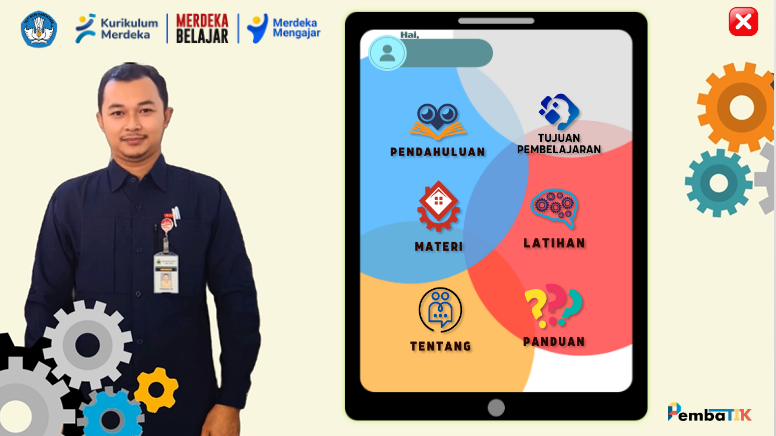 Kurikulum
Merdeka
MERDEKA
BELAJAR
Merdeka
Mengajar
Hai,
PENDAHULUAN
TUJUAN
PEMBELAJARAN
MATERI
LATIHAN
TENTANG
PANDUAN
PembaTIK